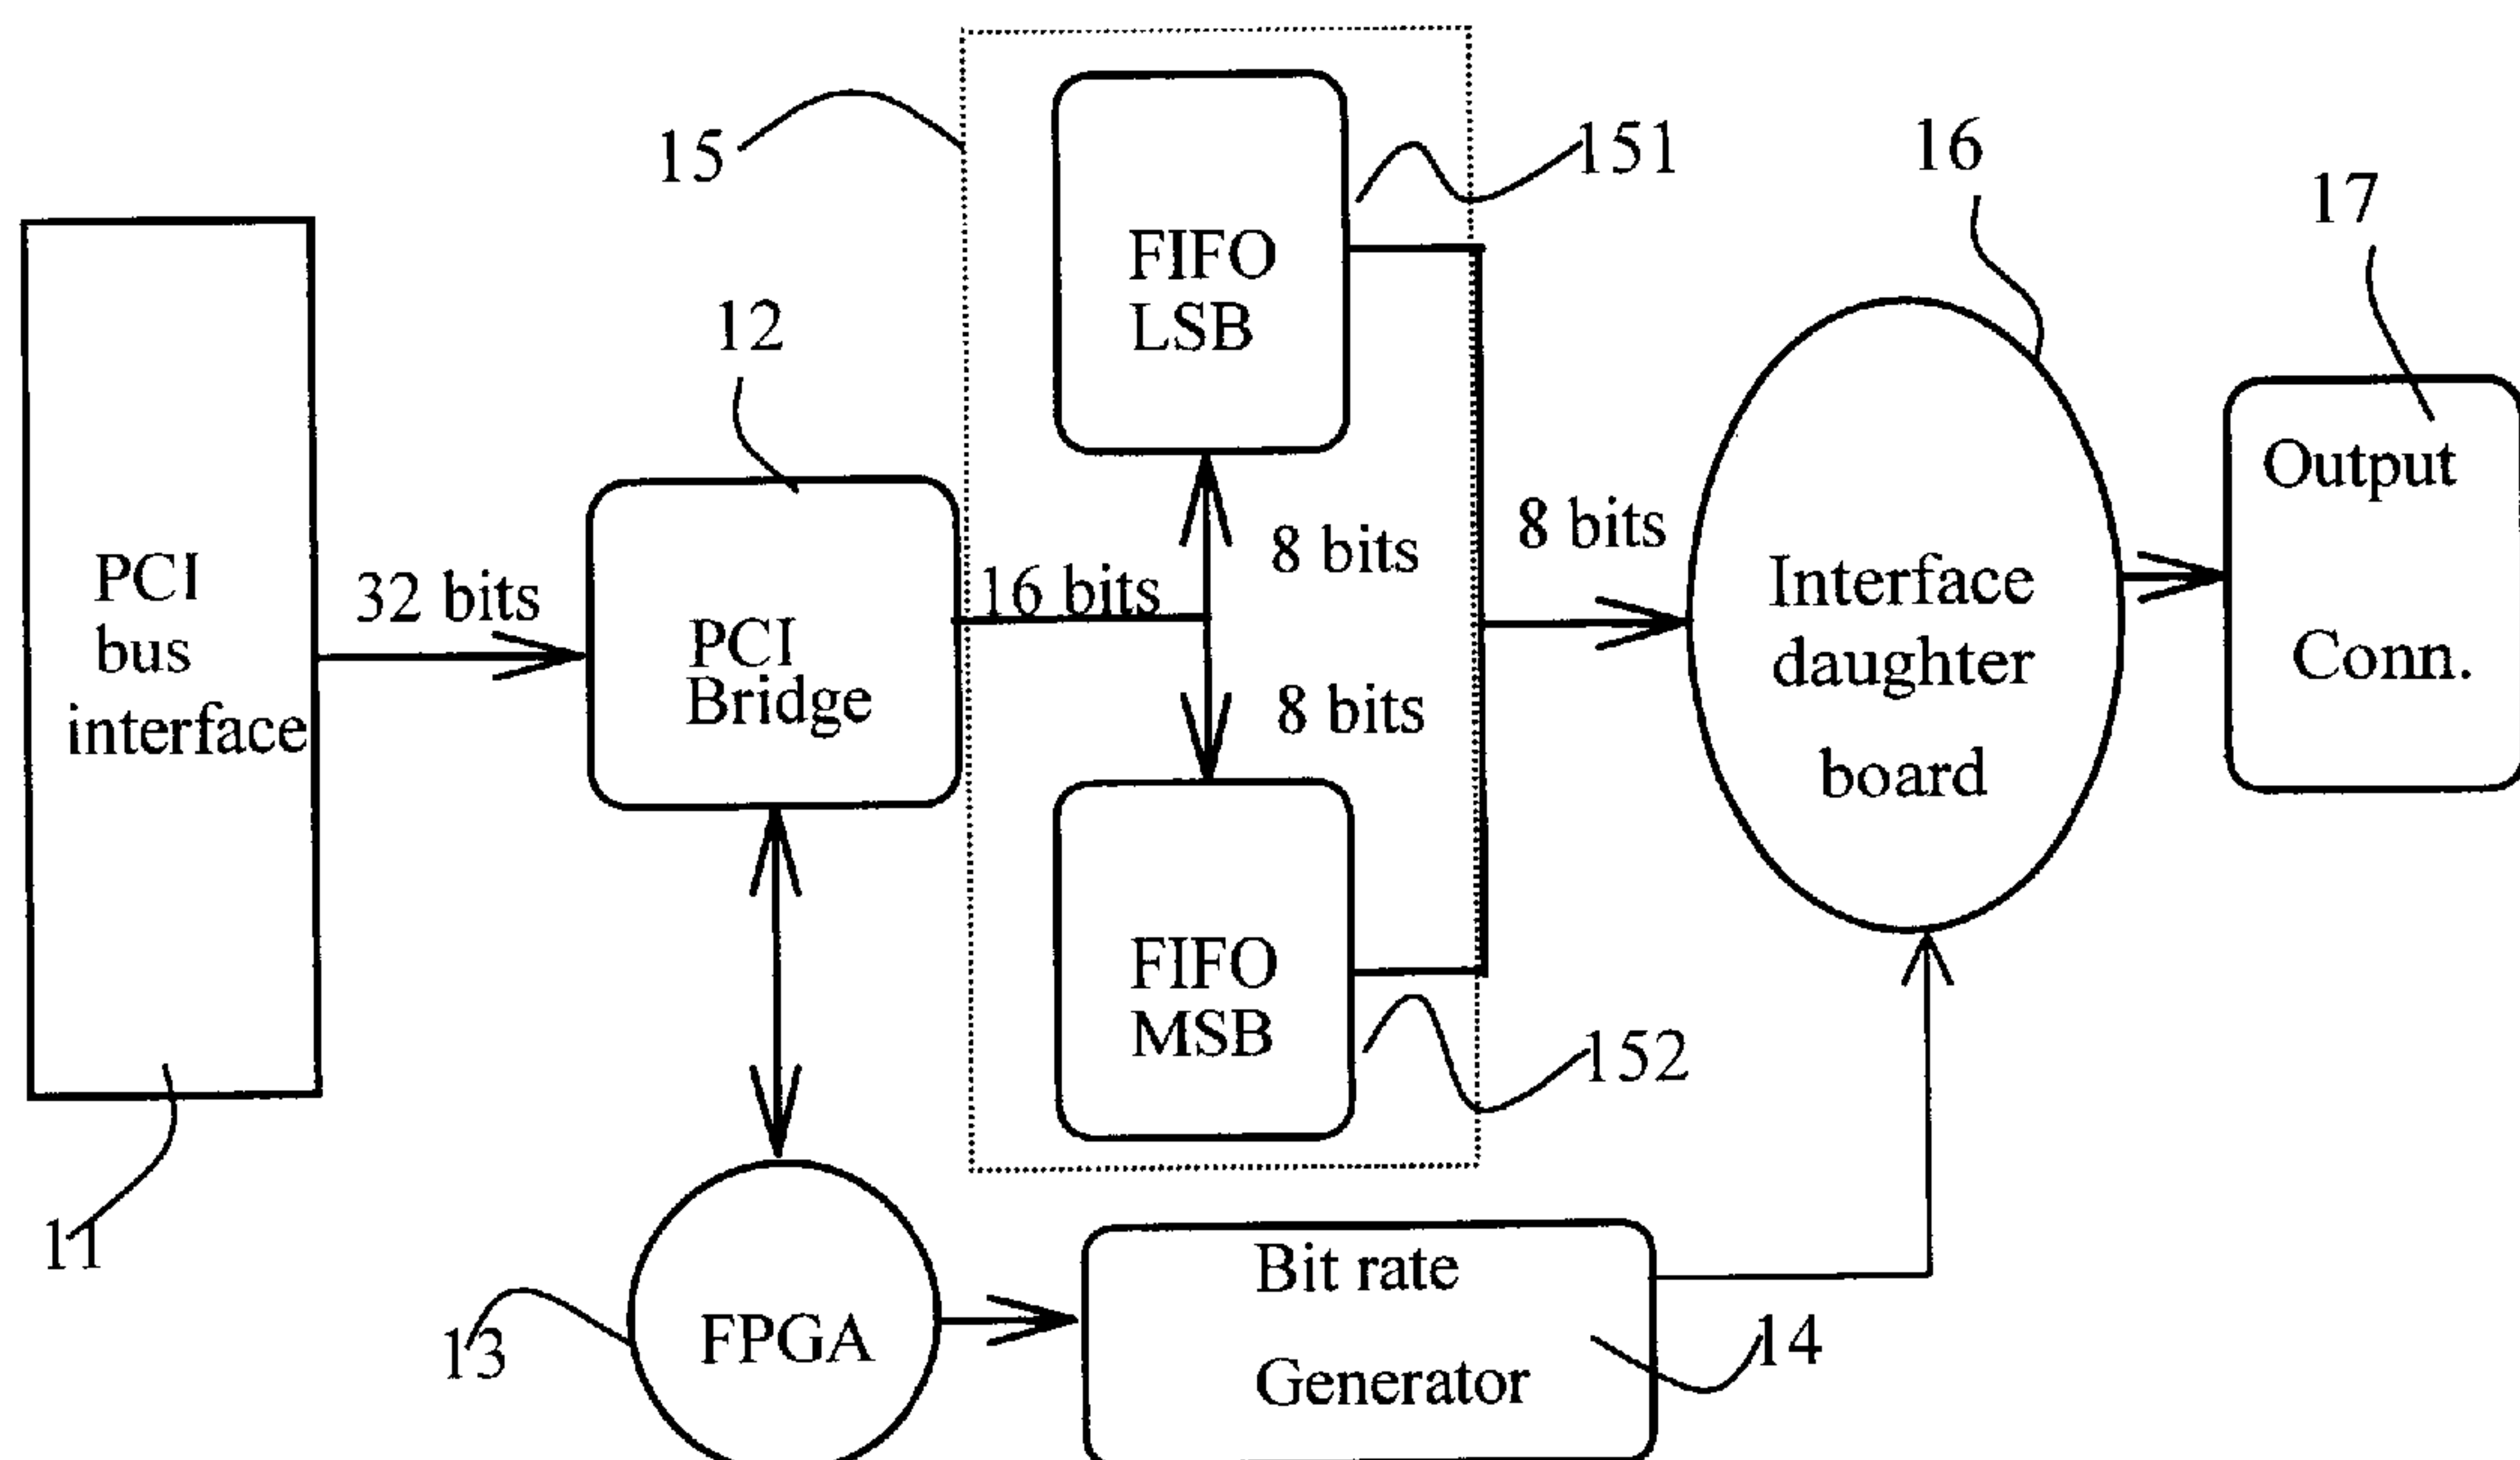 15
151
16
17
FIFO
LSB
12
PCI
bus
interface
32 bits
PCI
Bridge
16 bits
8 bits
8 bits
8 bits
Interface
daughter
board
Output
Conn.
FIFO
MSB
152
11
13
FPGA
Bit rate
Generator
14